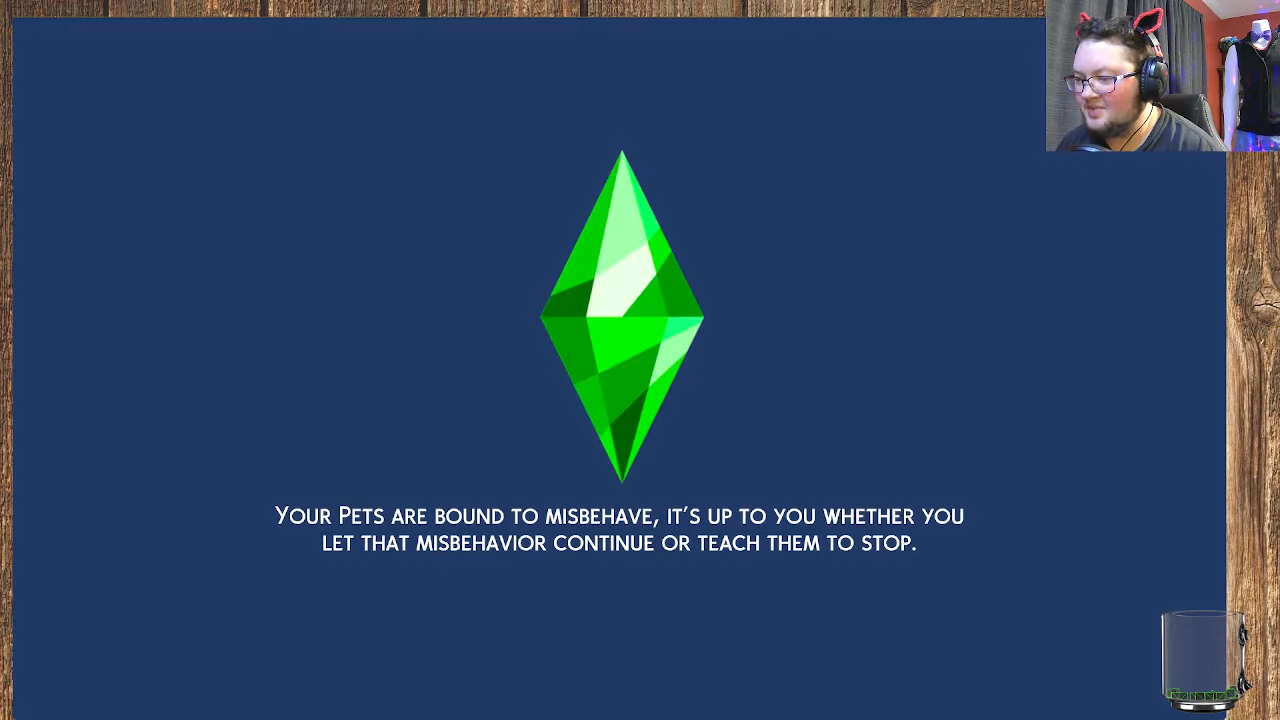 Your Pets are bound to misbehave, it's up to you whether you
let that misbehavior continue or teach them to stop.